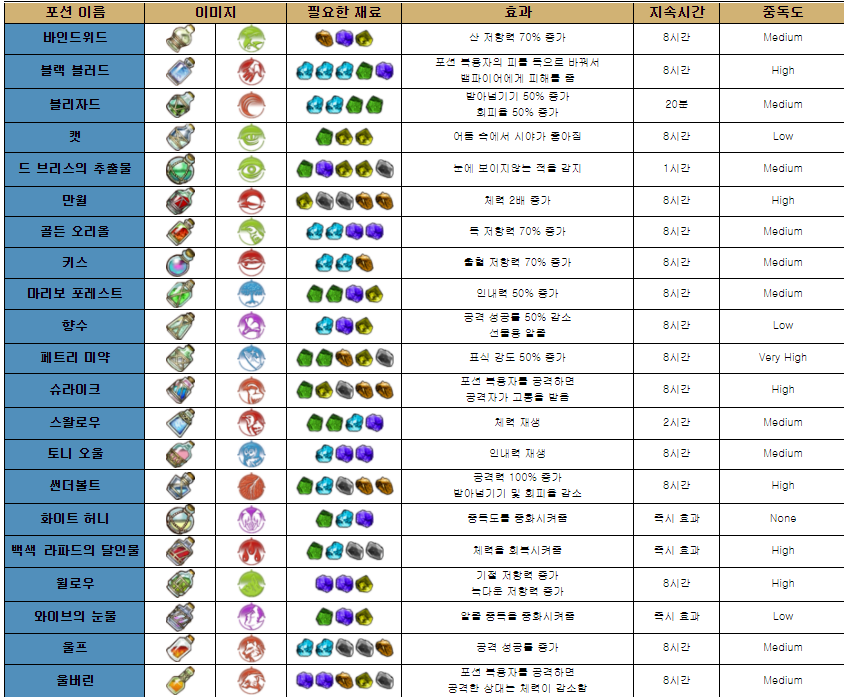 포션 이름 이미지 필요한 재료 효과 지속시간 중독도
바인드위드 산 저항력 70% 증가 8시간 Medium
블랙 블러드 포션 복용자의 피를 독으로 바꿔서 8시간 High
뱀파이어에게 피해를 줌
블리자드 받아넘기기 50% 증가 20분 Medium
회피율 50% 증가
캣 어둠 속에서 시야가 좋아짐 8시간 Low
드 브리스의 추출물 눈에 보이지않는 적을 감지 1시간 Medium
만월 체력 2배 증가 8시간 High
골든 오리올 독 저항력 70% 증가 8시간 Medium
키스 출혈 저항력 70% 증가 8시간 Medium
마리보 포레스트 인내력 50% 증가 8시간 Medium
향수 공격 성공률 50% 감소 8시간 Low
선물용 알콜
페트리 미약 표식 강도 50% 증가 8시간 Very High
슈라이크 포션 복용자를 공격하면 8시간 High
공격자가 고통을 받음
스왈로우 체력 재생 2시간 Medium
토니 오울 인내력 재생 8시간 Medium
썬더볼트 공격력 100% 증가 8시간 High
받아넘기기 및 회피율 감소
화이트 허니 중독도를 중화시켜줌 즉시 효과 None
백색 라파드의 달인물 체력을 회복시켜줌 즉시 효과 High
윌로우 기절 저항력 증가 8시간 High
넉다운 저항력 증가
와이브의 눈물 알콜 중독을 중화시켜줌 즉시 효과 Low
울프 공격 성공률 증가 8시간 Medium
울버린 포션 복용자를 공격하면 8시간 Medium
공격한 상대는 체력이 감소함